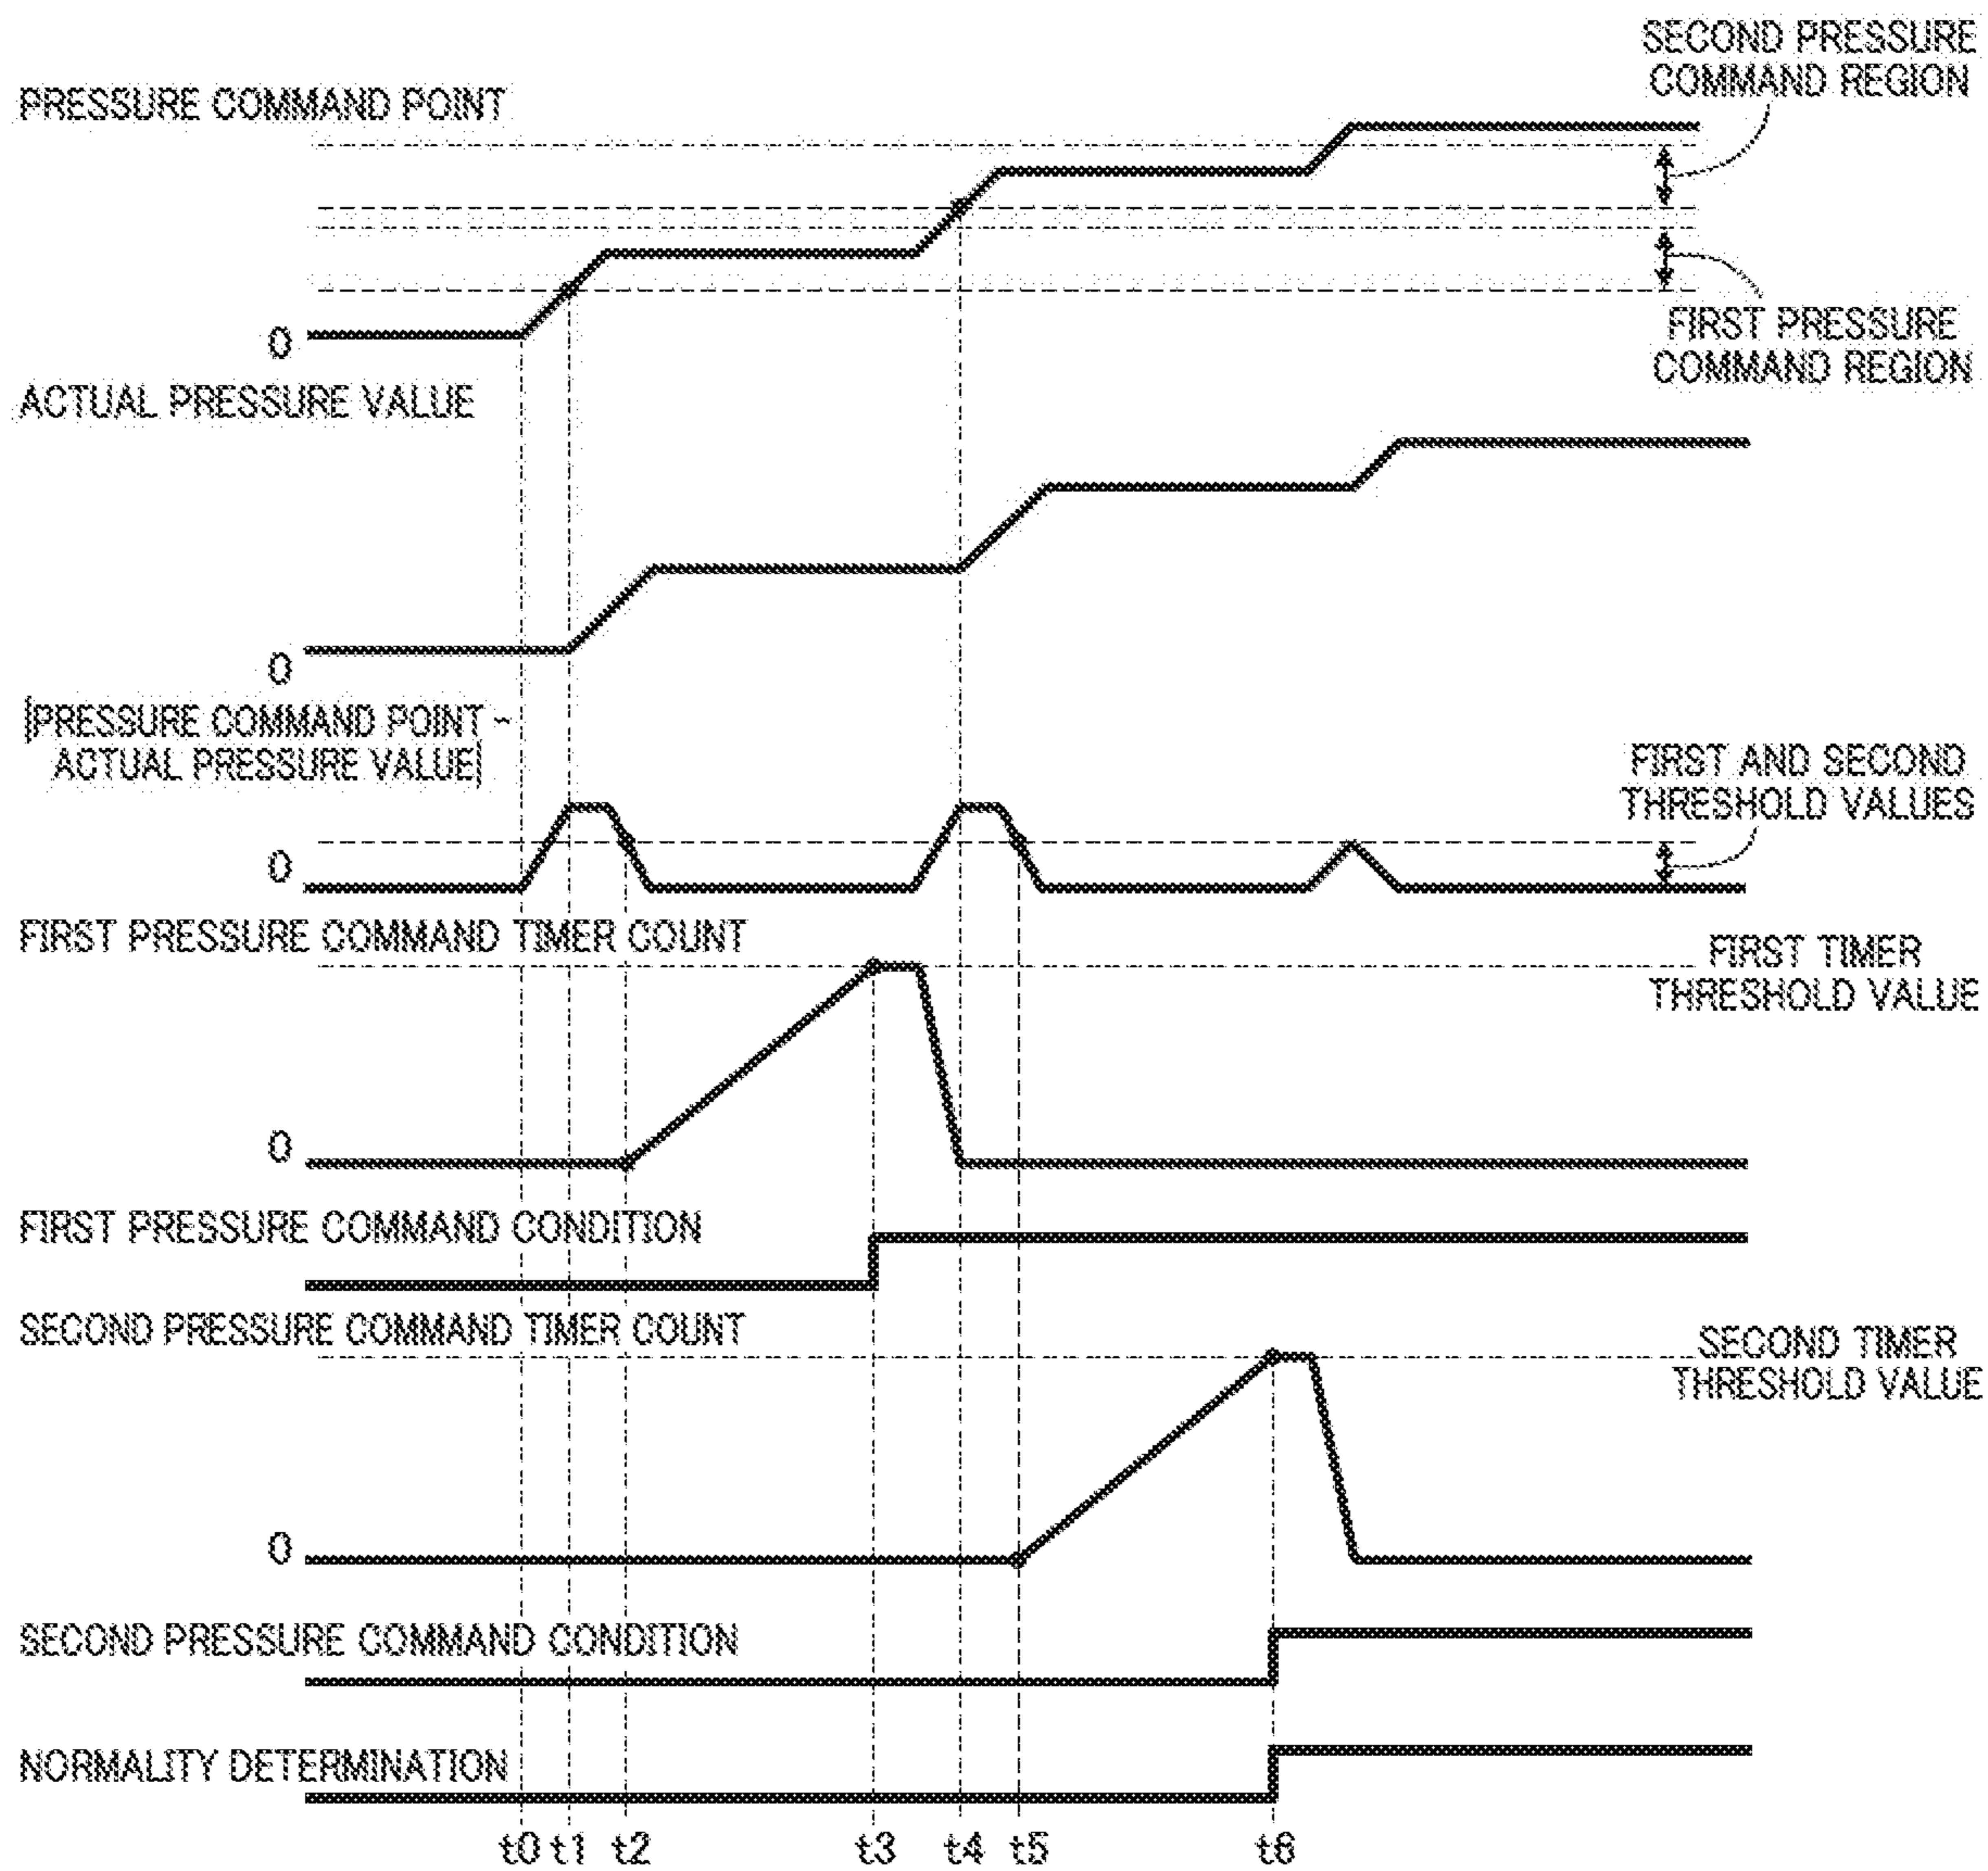 SECOND PRESSURE
COMMAND REGION
PRESSURE COMMAND POINT
0
FIRST PRESSURE
COMMAND REGION
ACTUAL PRESSURE VALUE
0
|PRESSURE COMMAND POINT -
ACTUAL PRESSURE VALUE|
FIRST AND SECOND
THRESHOLD VALUES
0
FIRST PRESSURE COMMAND TIMER COUNT
FIRST TIMER
THRESHOLD VALUE
0
FIRST PRESSURE COMMAND CONDITION
SECOND PRESSURE COMMAND TIMER COUNT
SECOND TIMER
THRESHOLD VALUE
0
SECOND PRESSURE COMMAND CONDITION
NORMALITY DETERMINATION
t0 t1 t2 t3 t4 t5 t6